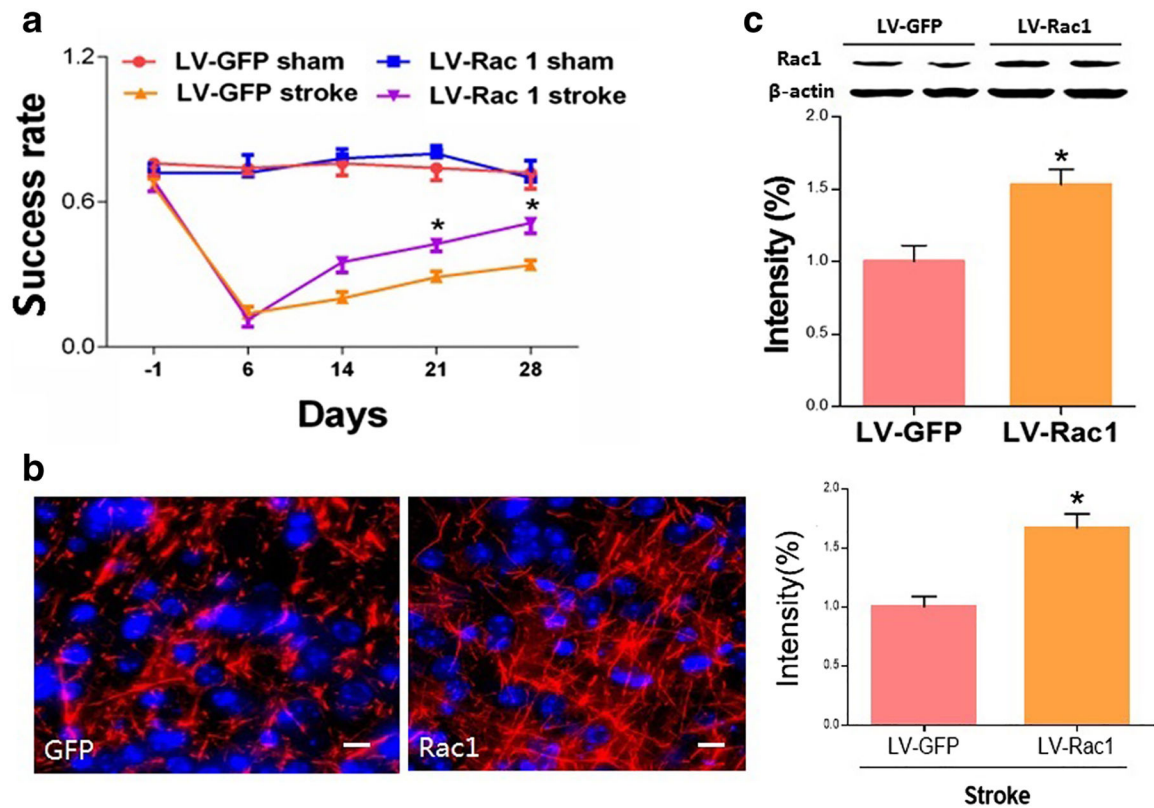 a
1.2
LV-GFP sham
LV-Rac 1 sham
LV-GFP stroke
LV-Rac 1 stroke
Success rate
0.6
*
*
0.0
-1
6
14
21
28
Days
c
LV-GFP
LV-Rac1
Rac1
β-actin
2.0
*
1.5
Intensity (%)
1.0
0.5
0.0
LV-GFP
LV-Rac1
b
GFP
Rac1
2.0
*
1.5
Intensity(%)
1.0
0.5
0.0
LV-GFP
LV-Rac1
Stroke